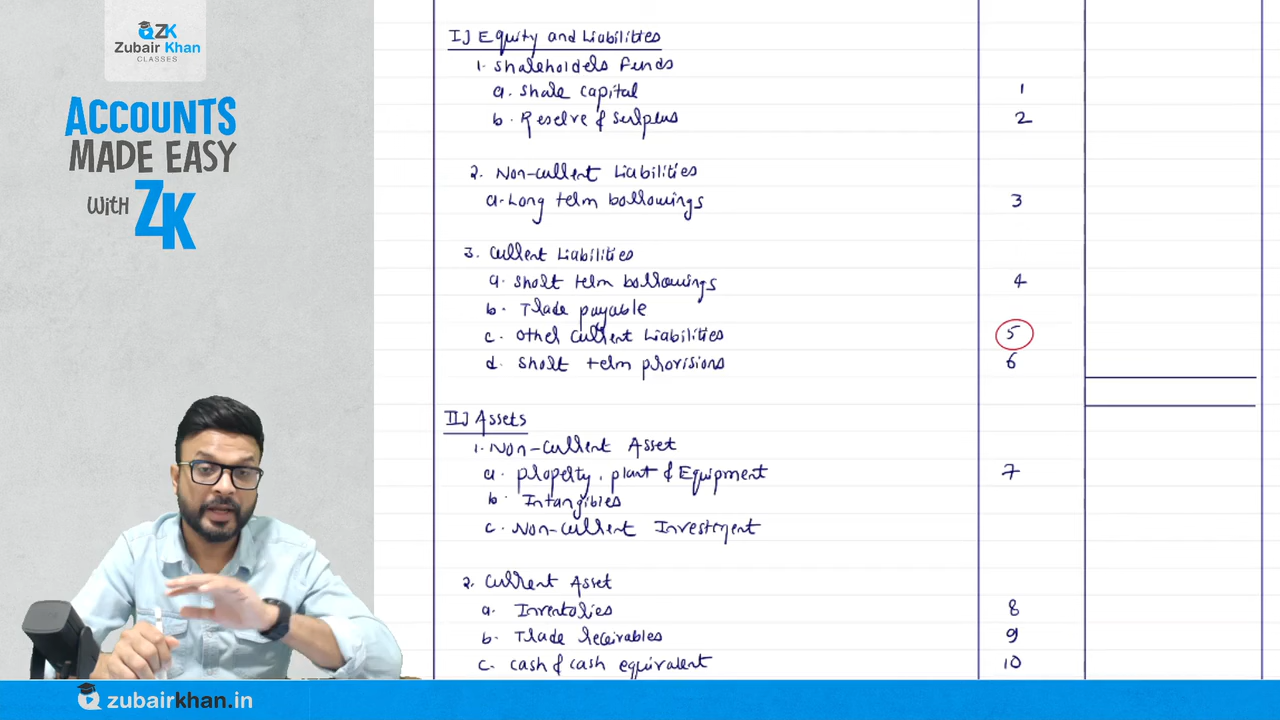 ZK
Zubair Khan
CLASSES
ACCOUNTS
MADE EASY
WITH ZK
I] Equity and Liabilities
1. Shareholders Funds
a. Share capital 1
b. Reserve & Surplus 2
2. Non-current Liabilities
a. Long term borrowings 3
3. Current Liabilities
a. Short term borrowings 4
b. Trade payable
c. Other current Liabilities 5
d. Short term provisions 6
II] Assets
1. Non-current Asset
a. Property, plant & Equipment 7
b. Intangibles
c. Non-current Investment
2. Current Asset
a. Inventories 8
b. Trade receivables 9
c. cash & cash equivalent 10
zubairkhan.in